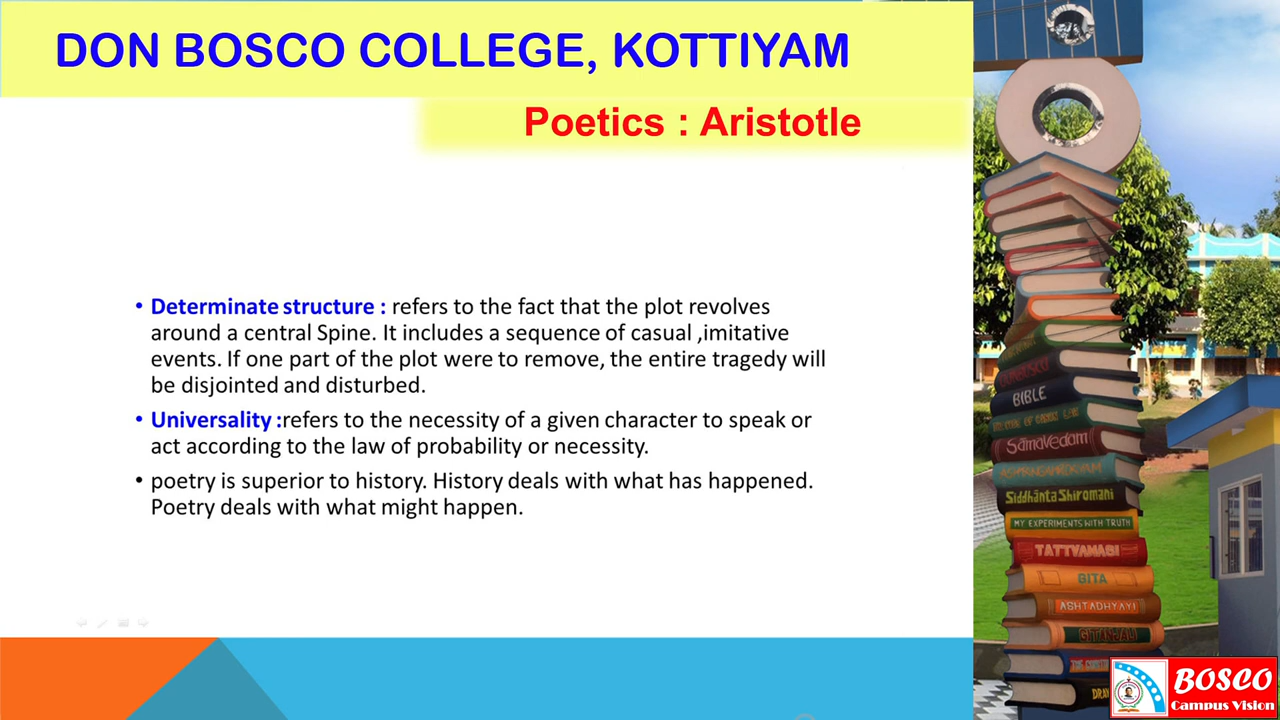 DON BOSCO COLLEGE, KOTTIYAM
Poetics : Aristotle
• Determinate structure : refers to the fact that the plot revolves
around a central Spine. It includes a sequence of casual ,imitative
events. If one part of the plot were to remove, the entire tragedy will
be disjointed and disturbed.
• Universality :refers to the necessity of a given character to speak or
act according to the law of probability or necessity.
• poetry is superior to history. History deals with what has happened.
Poetry deals with what might happen.
BIBLE
SamaVedam
Siddhānta Shiromani
MY EXPERIMENTS WITH TRUTH
TATTVAMASI
GITA
ASHTADHYAYI
GITANJALI
BOSCO
Campus Vision